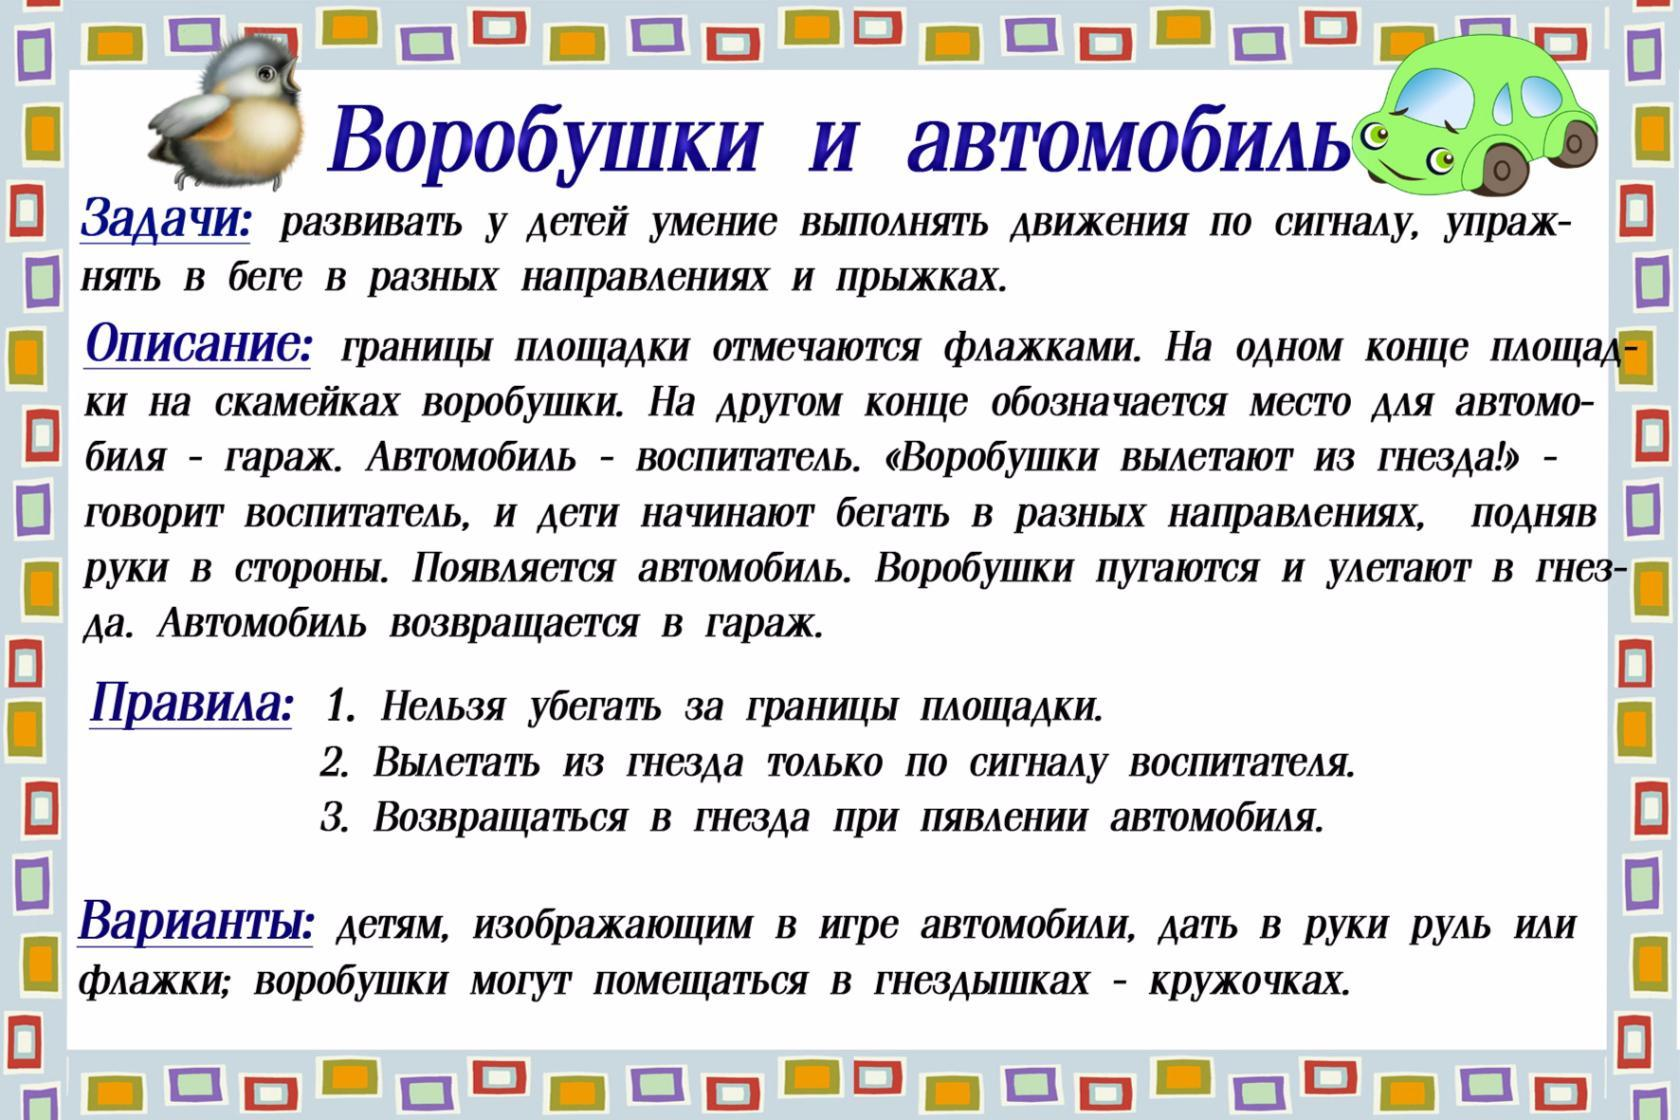 Воробушки и автомобиль
Задачи: развивать у детей умение выполнять движения по сигналу, упраж-
нять в беге в разных направлениях и прыжках.
Описание: границы площадки отмечаются флажками. На одном конце площад-
ки на скамейках воробушки. На другом конце обозначается место для автомо-
биля - гараж. Автомобиль - воспитатель. «Воробушки вылетают из гнезда!» -
говорит воспитатель, и дети начинают бегать в разных направлениях, подняв
руки в стороны. Появляется автомобиль. Воробушки пугаются и улетают в гнез-
да. Автомобиль возвращается в гараж.
Правила: 1. Нельзя убегать за границы площадки.
2. Вылетать из гнезда только по сигналу воспитателя.
3. Возвращаться в гнезда при пявлении автомобиля.
Варианты: детям, изображающим в игре автомобили, дать в руки руль или
флажки; воробушки могут помещаться в гнездышках - кружочках.